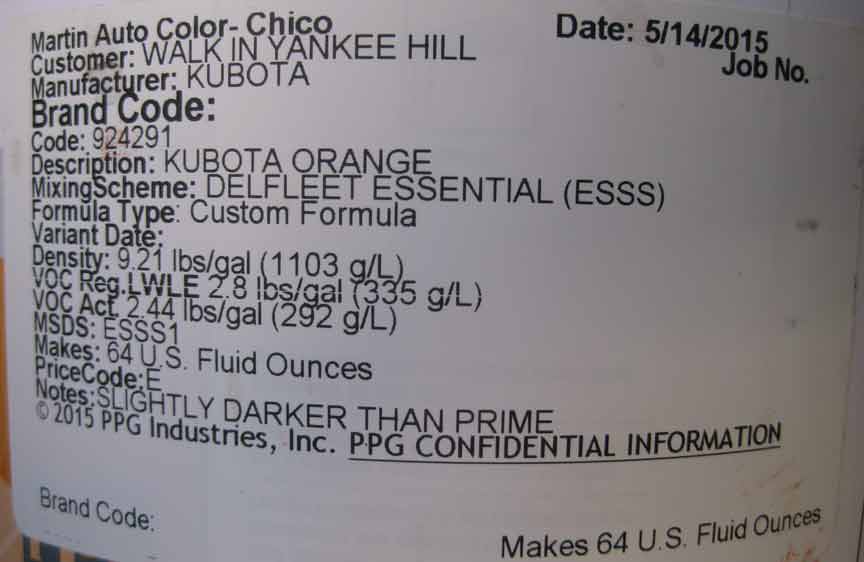 Martin Auto Color- Chico
Date: 5/14/2015
Customer: WALK IN YANKEE HILL
Job No.
Manufacturer: KUBOTA
Brand Code:
Code: 924291
Description: KUBOTA ORANGE
MixingScheme: DELFLEET ESSENTIAL (ESSS)
Formula Type: Custom Formula
Variant Date:
Density: 9.21 lbs/gal (1103 g/L)
VOC Reg.LWLE 2.8 lbs/gal (335 g/L)
VOC Act. 2.44 lbs/gal (292 g/L)
MSDS: ESSS1
Makes: 64 U.S. Fluid Ounces
PriceCode:E
Notes:SLIGHTLY DARKER THAN PRIME
© 2015 PPG Industries, Inc. PPG CONFIDENTIAL INFORMATION
Brand Code:
Makes 64 U.S. Fluid Ounces